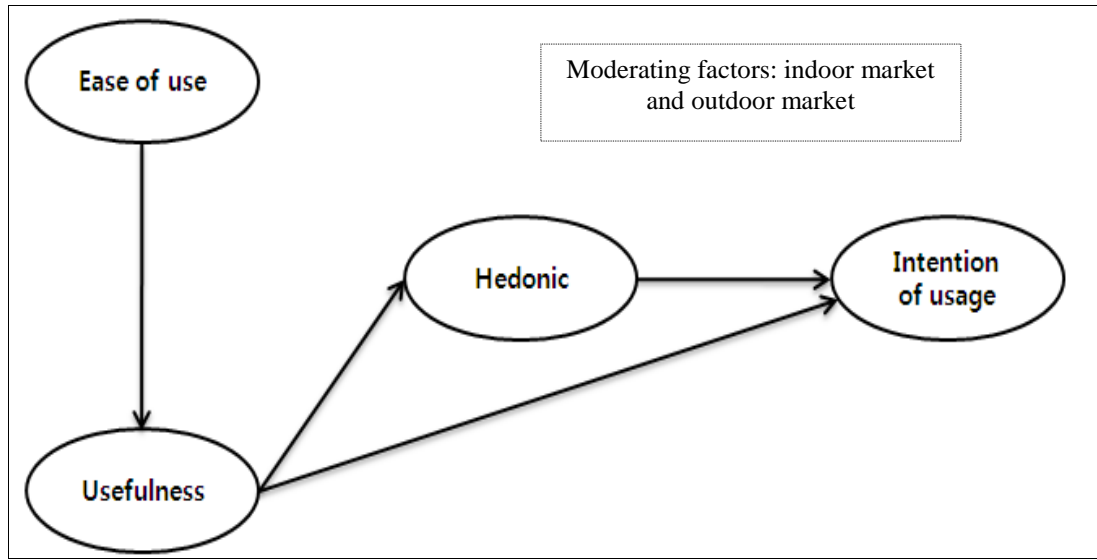 Ease of use
Moderating factors: indoor market
and outdoor market
Hedonic
Intention
of usage
Usefulness